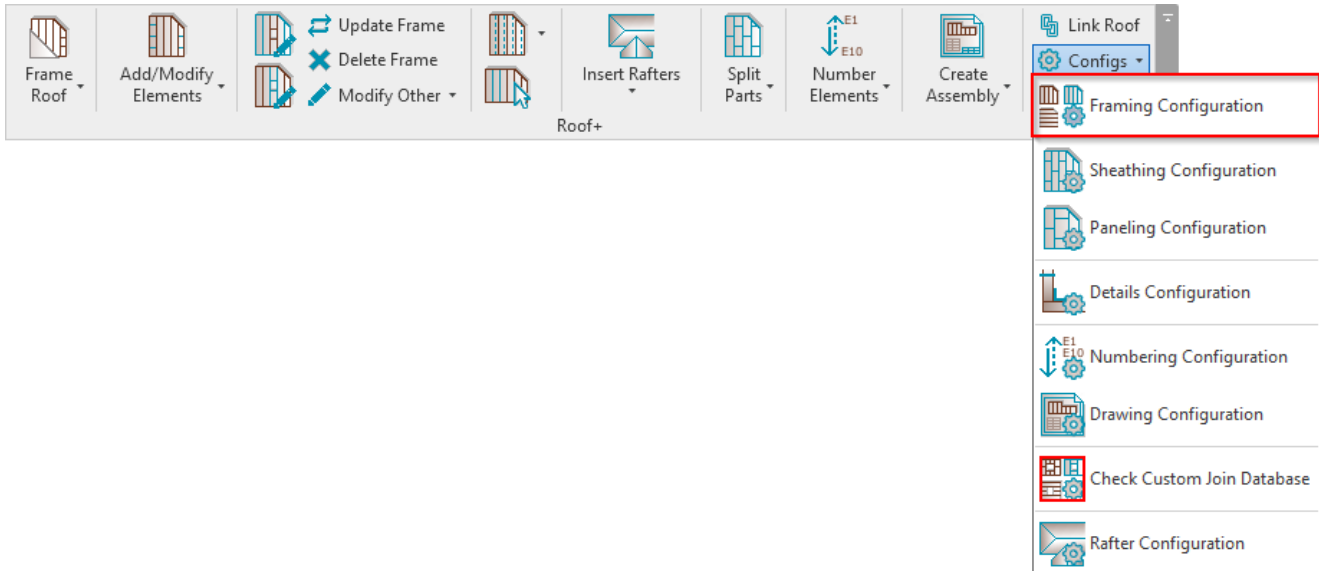 Frame
Roof
Add/Modify
Elements
Update Frame
Delete Frame
Modify Other
Insert Rafters
Split
Parts
E1
E10
Number
Elements
Create
Assembly
Link Roof
Configs
Roof+
Framing Configuration
Sheathing Configuration
Paneling Configuration
Details Configuration
E1
E10
Numbering Configuration
Drawing Configuration
Check Custom Join Database
Rafter Configuration